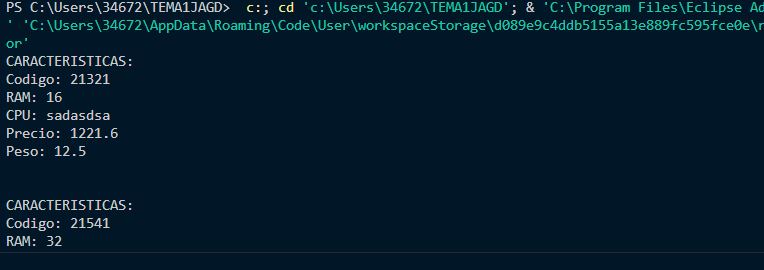 PS C:\Users\34672\TEMA1JAGD>  c:; cd 'c:\Users\34672\TEMA1JAGD'; & 'C:\Program Files\Eclipse Ad
' 'C:\Users\34672\AppData\Roaming\Code\User\workspaceStorage\d089e9c4ddb5155a13e889fc595fce0e\r
or'
CARACTERISTICAS:
Codigo: 21321
RAM: 16
CPU: sadasdsa
Precio: 1221.6
Peso: 12.5
CARACTERISTICAS:
Codigo: 21541
RAM: 32